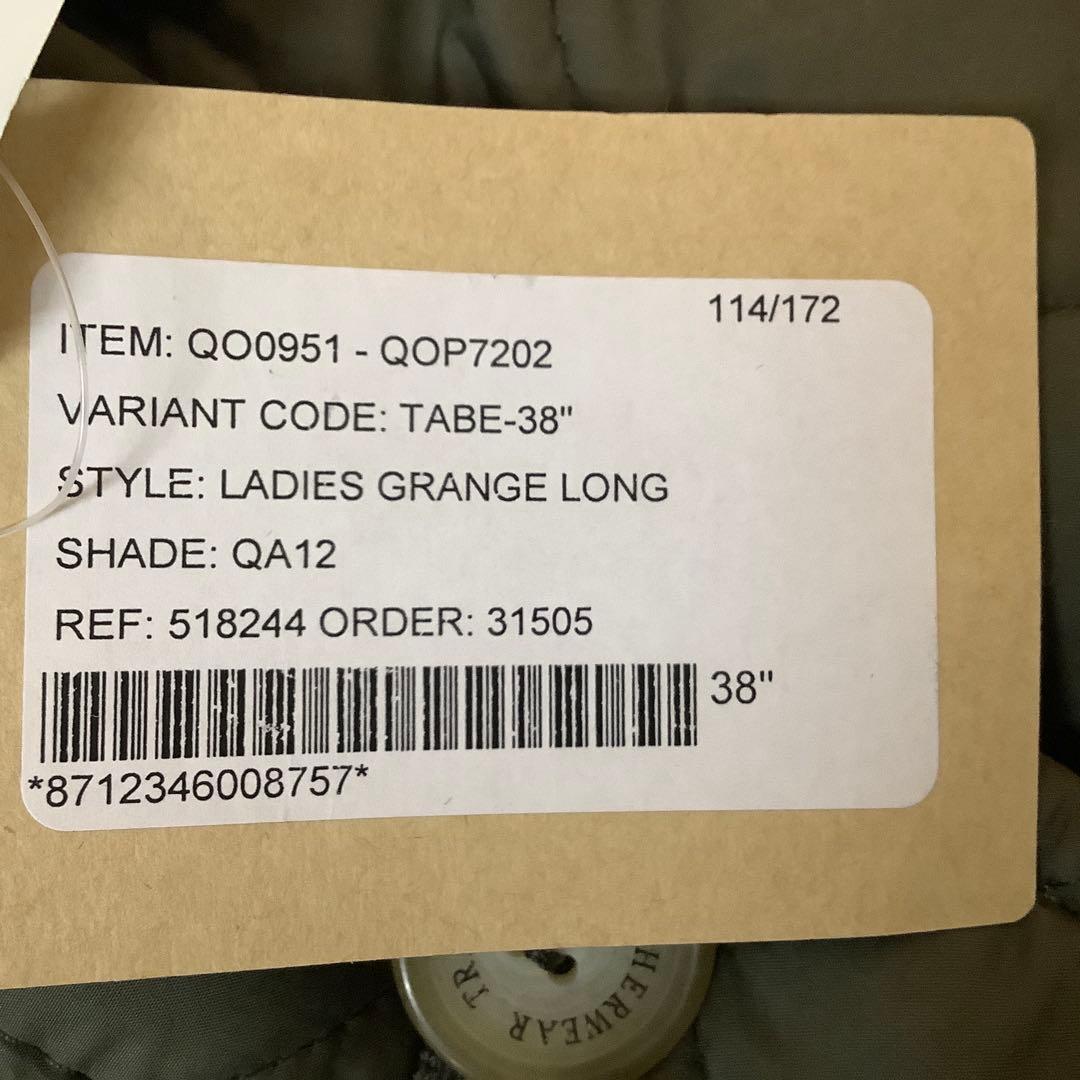 114/172
ITEM: QO0951 - QOP7202
VARIANT CODE: TABE-38"
STYLE: LADIES GRANGE LONG
SHADE: QA12
REF: 518244 ORDER: 31505
38"
*8712346008757*